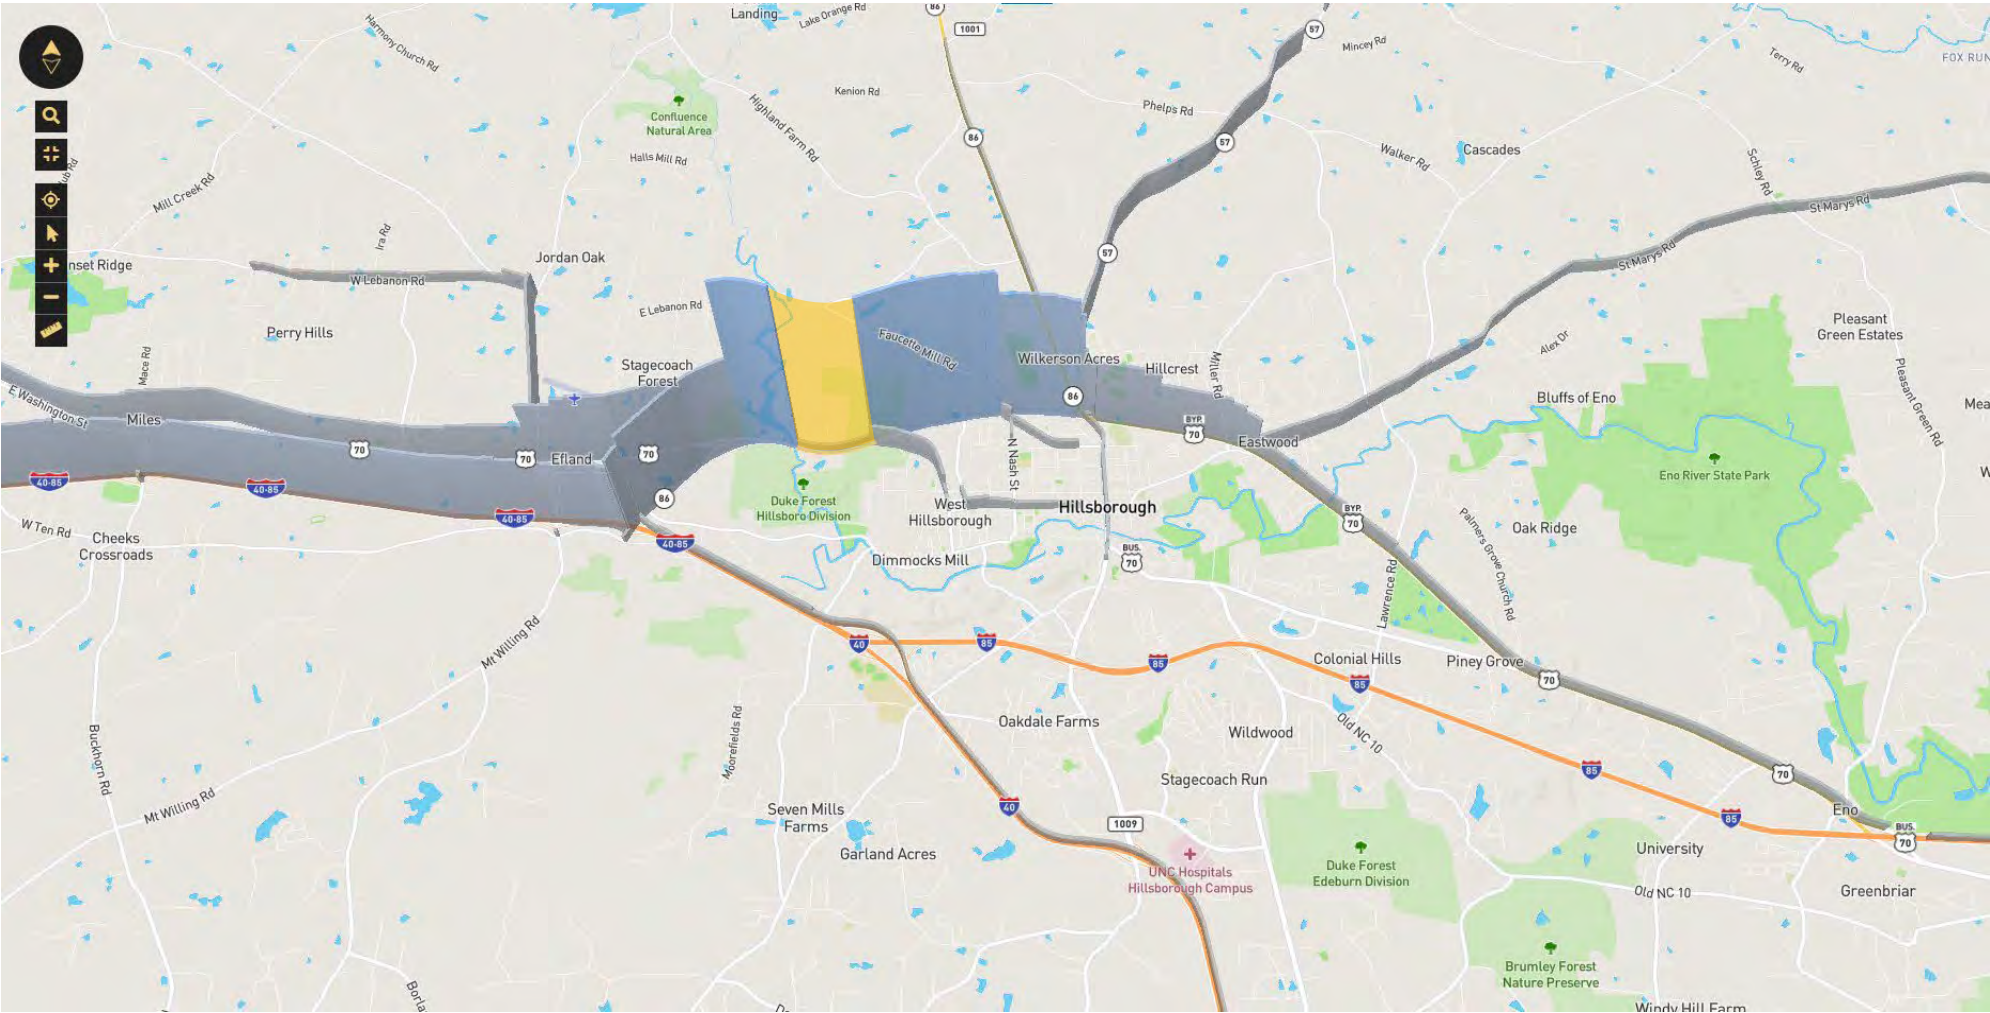 Landing
Lake Orange Rd
86
1001
57
Mincey Rd
Terry Rd
FOX RUN
Harmony Church Rd
Kenion Rd
Highland Farm Rd
Phelps Rd
Confluence
Natural Area
86
57
Halls Mill Rd
Walker Rd
Cascades
Schley Rd
Mill Creek Rd
St Marys Rd
Ira Rd
57
St Marys Rd
Jordan Oak
nset Ridge
W Lebanon Rd
E Lebanon Rd
Perry Hills
Faucette Mill Rd
Pleasant
Green Estates
Alex Dr
Mace Rd
Stagecoach
Forest
Wilkerson Acres
Hillcrest
Miller Rd
Pleasant Green Rd
E Washington St
86
Bluffs of Eno
Mea
Miles
BYP.
70
Eastwood
70
70
Efland
70
N Nash St
Eno River State Park
40-85
40-85
86
Duke Forest
Hillsboro Division
West
Hillsborough
Hillsborough
40-85
BYP.
70
Palmers Grove Church Rd
Oak Ridge
W Ten Rd
Cheeks
Crossroads
40-85
Dimmocks Mill
BUS.
70
Lawrence Rd
Mt Willing Rd
40
85
85
Colonial Hills
Piney Grove
85
70
Oakdale Farms
Wildwood
Old NC 10
Moorefields Rd
Buckhorn Rd
Stagecoach Run
85
70
Mt Willing Rd
Seven Mills
Farms
40
1009
85
Eno
BUS.
70
Garland Acres
University
UNC Hospitals
Hillsborough Campus
Duke Forest
Edeburn Division
Old NC 10
Greenbriar
Brumley Forest
Nature Preserve
Borla
Windy Hill Farm